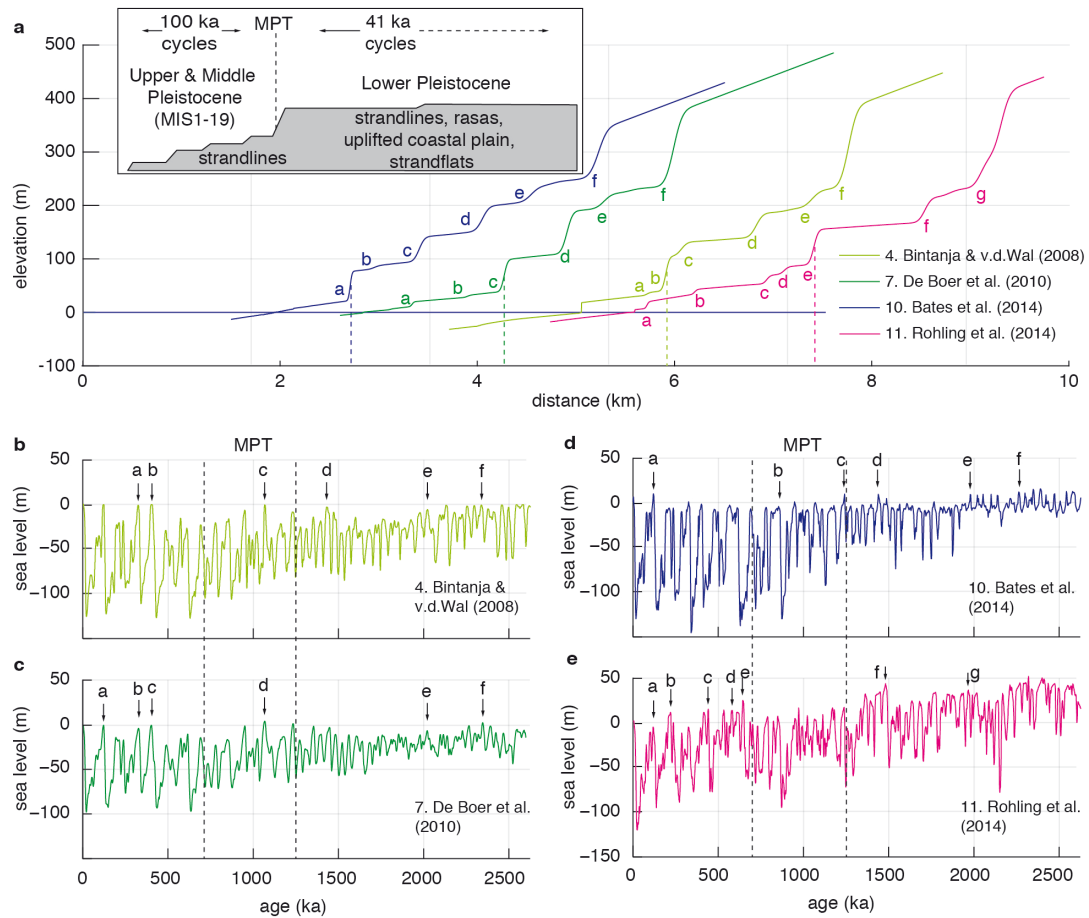 a
100 ka
cycles
MPT
41 ka
cycles
Upper & Middle
Pleistocene
(MIS1-19)
Lower Pleistocene
strandlines
strandlines, rasas,
uplifted coastal plain,
strandflats
elevation (m)
500
400
300
200
100
0
-100
a
b
c
d
e
f
a
b
c
d
e
f
a
b
c
d
e
f
a
b
c
d
e
f
g
4. Bintanja & v.d.Wal (2008)
7. De Boer et al. (2010)
10. Bates et al. (2014)
11. Rohling et al. (2014)
0
2
4
6
8
10
distance (km)
b
MPT
sea level (m)
50
0
−50
−100
a
b
c
d
e
f
4. Bintanja &
v.d.Wal (2008)
c
sea level (m)
50
0
−50
−100
a
b
c
d
e
f
7. De Boer et al.
(2010)
0
500
1000
1500
2000
2500
age (ka)
d
MPT
sea level (m)
50
0
−50
−100
a
b
c
d
e
f
10. Bates et al.
(2014)
e
sea level (m)
50
0
−50
−100
−150
a
b
c
d
e
f
g
11. Rohling et al.
(2014)
0
500
1000
1500
2000
2500
age (ka)